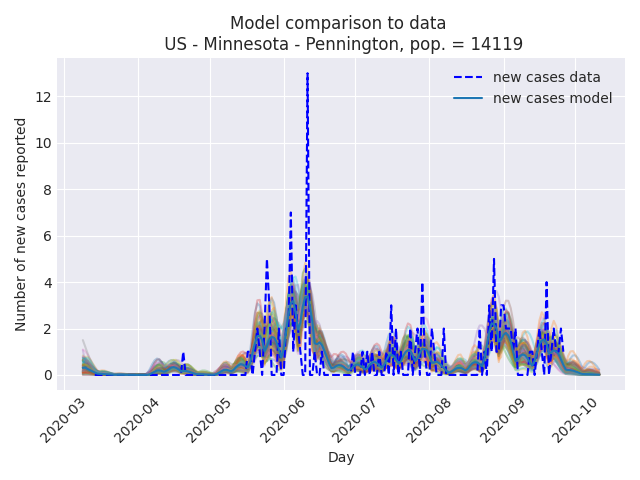 Model comparison to data
US - Minnesota - Pennington, pop. = 14119
new cases data
new cases model
Number of new cases reported
12
10
8
6
4
2
0
2020-03
2020-04
2020-05
2020-06
2020-07
2020-08
2020-09
2020-10
Day